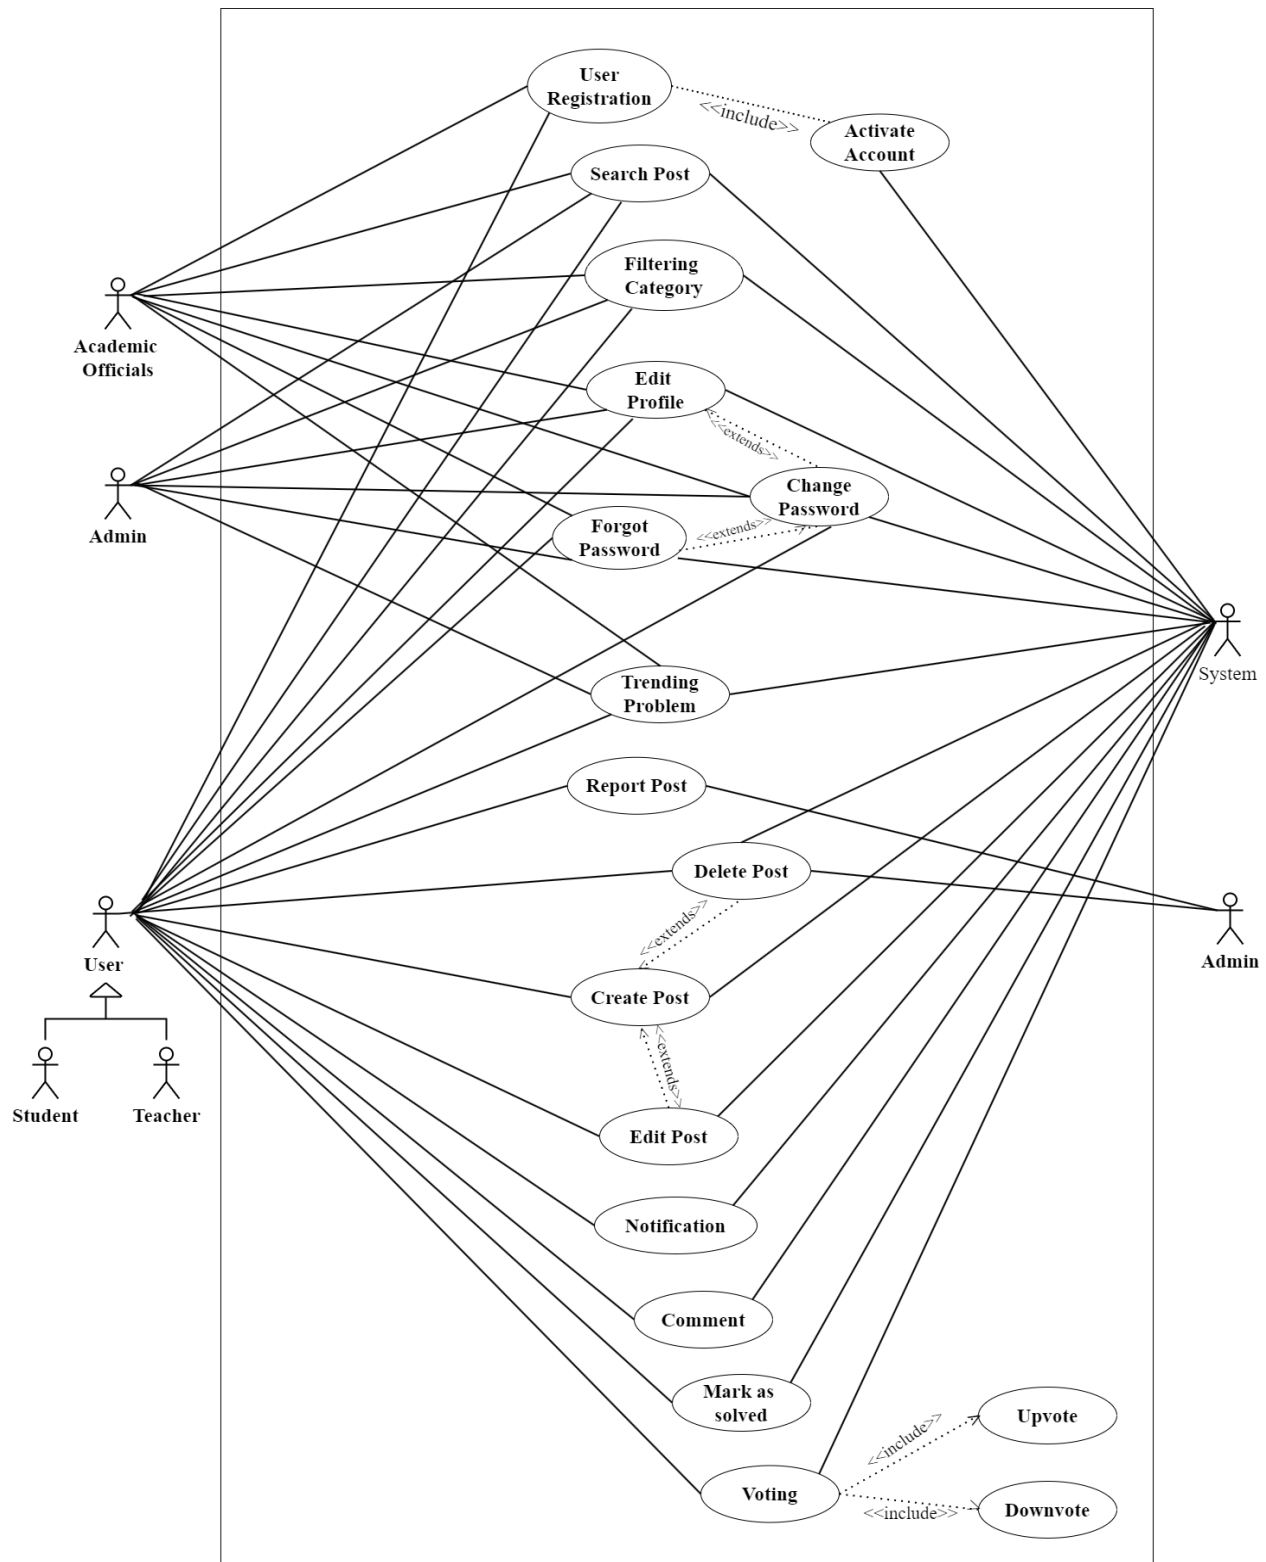 User
Registration
<<include>>
Activate
Account
Search Post
Filtering
Category
Academic
Officials
Edit
Profile
<<extends>>
Change
Password
Admin
Forgot
Password
<<extends>>
System
Trending
Problem
Report Post
Delete Post
<<extends>>
User
Admin
Create Post
<<extends>>
Student
Teacher
Edit Post
Notification
Comment
Mark as
solved
<<include>>
Upvote
Voting
<<include>>
Downvote